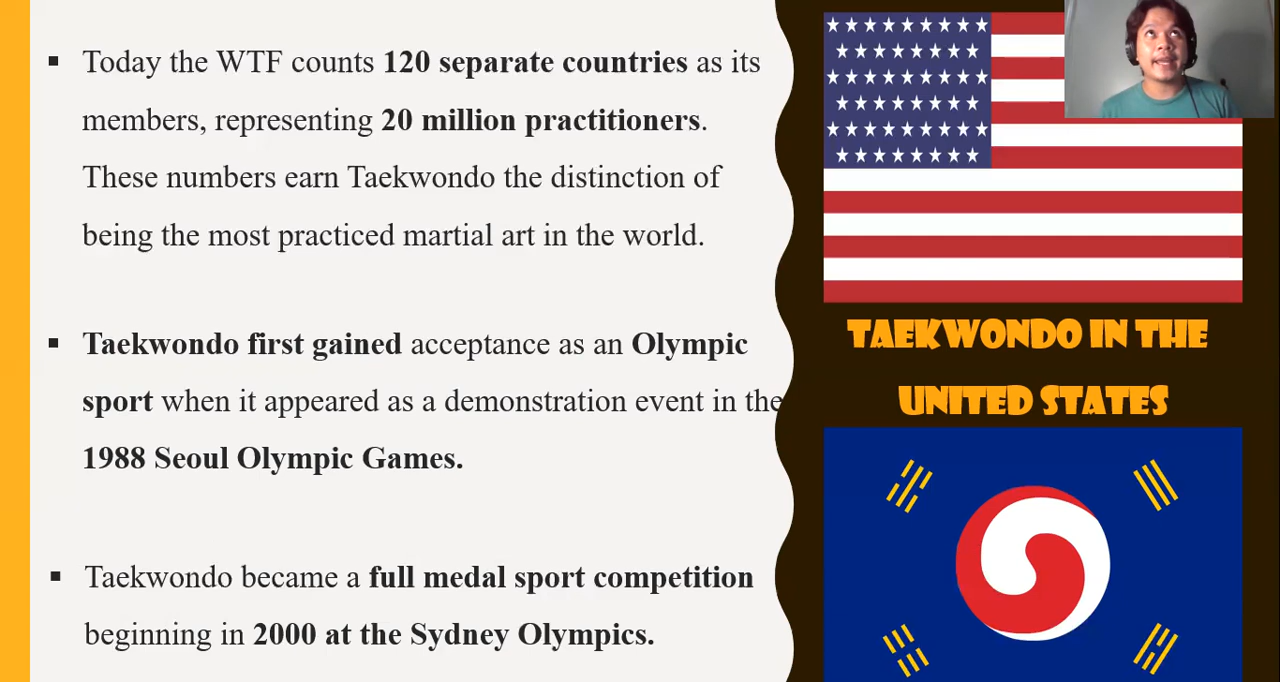 ▪ Today the WTF counts 120 separate countries as its
members, representing 20 million practitioners.
These numbers earn Taekwondo the distinction of
being the most practiced martial art in the world.
▪ Taekwondo first gained acceptance as an Olympic
sport when it appeared as a demonstration event in the
1988 Seoul Olympic Games.
▪ Taekwondo became a full medal sport competition
beginning in 2000 at the Sydney Olympics.
TAEKWONDO IN THE
UNITED STATES